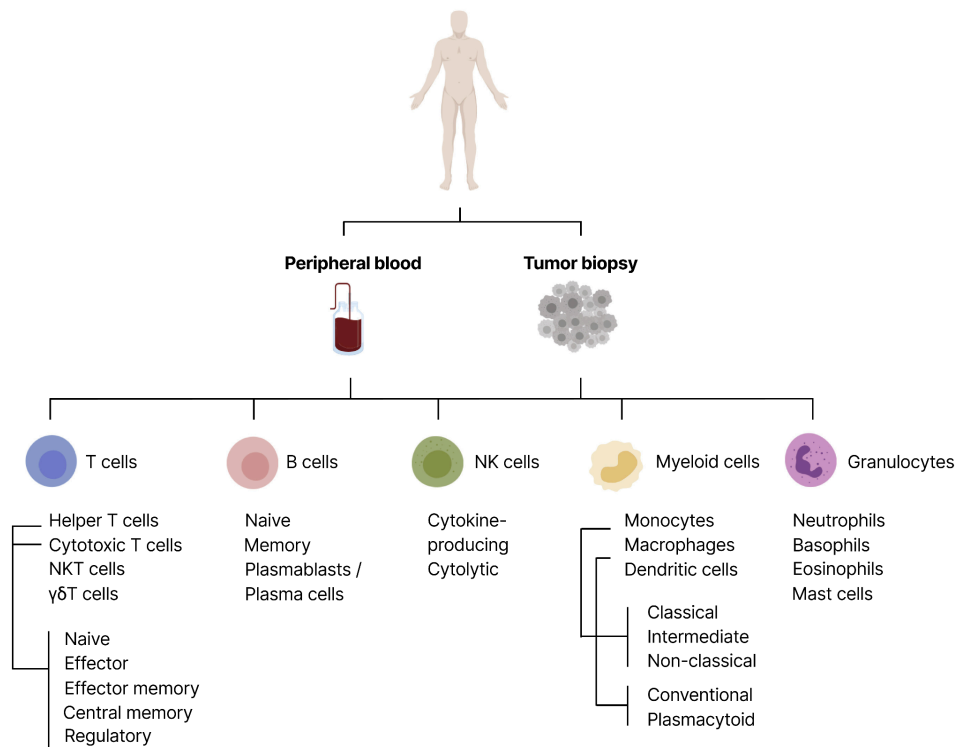 Peripheral blood
Tumor biopsy
T cells
B cells
NK cells
Myeloid cells
Granulocytes
Helper T cells
Cytotoxic T cells
NKT cells
γδT cells
Naive
Effector
Effector memory
Central memory
Regulatory
Naive
Memory
Plasmablasts /
Plasma cells
Cytokine-
producing
Cytolytic
Monocytes
Macrophages
Dendritic cells
Classical
Intermediate
Non-classical
Conventional
Plasmacytoid
Neutrophils
Basophils
Eosinophils
Mast cells